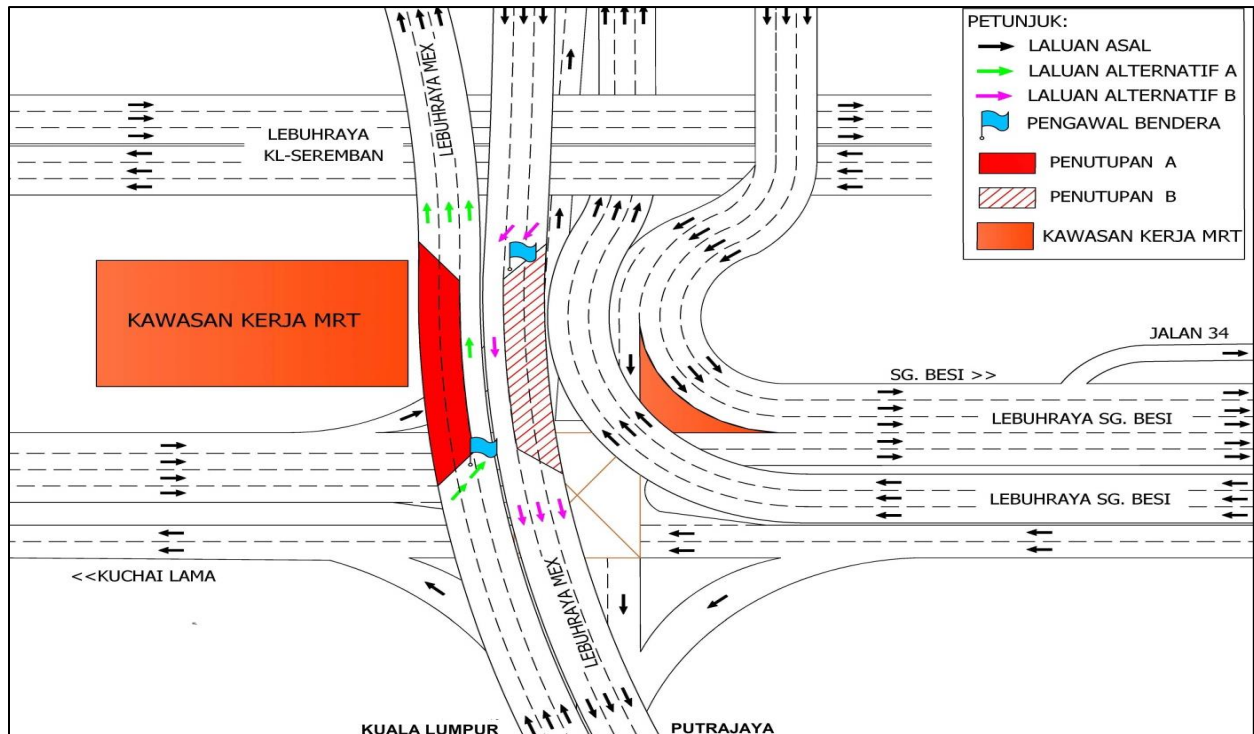 PETUNJUK:
LALUAN ASAL
LALUAN ALTERNATIF A
LALUAN ALTERNATIF B
PENGAWAL BENDERA
PENUTUPAN A
PENUTUPAN B
KAWASAN KERJA MRT
LEBUHRAYA MEX
LEBUHRAYA
KL-SEREMBAN
KAWASAN KERJA MRT
JALAN 34
SG. BESI >>
LEBUHRAYA SG. BESI
LEBUHRAYA SG. BESI
<<KUCHAI LAMA
LEBUHRAYA MEX
KUALA LUMPUR
PUTRAJAYA